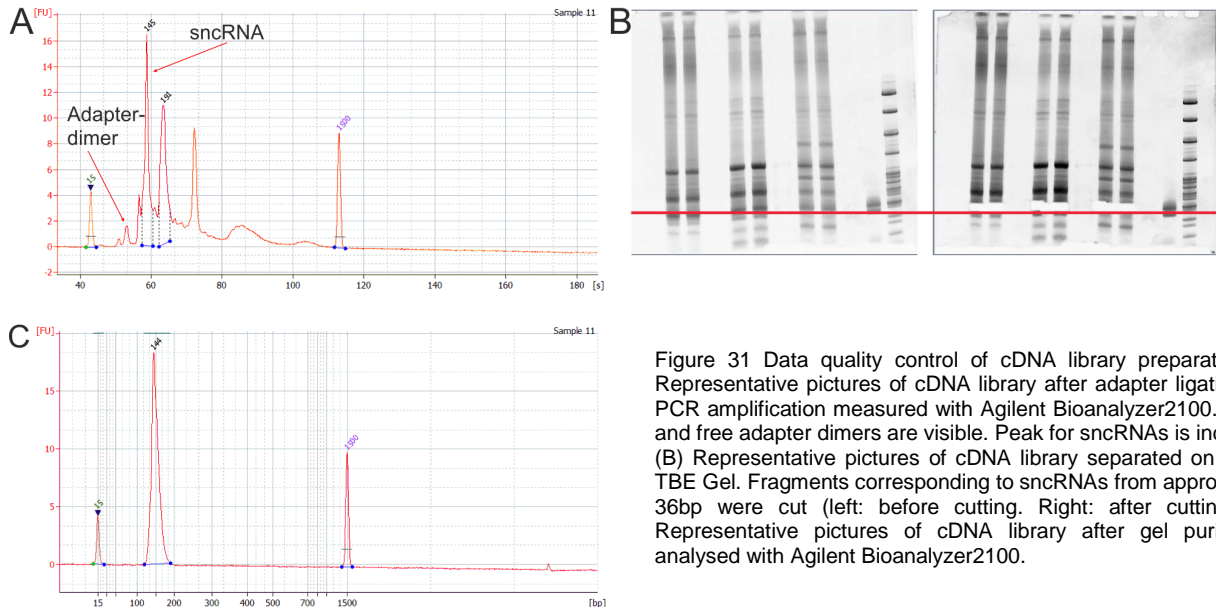 A
[FU]
Sample 11
145
sncRNA
191
Adapter-
dimer
15
1500
16
14
12
10
8
6
4
2
0
-2
40 60 80 100 120 140 160 180 [s]
B
C
[FU]
Sample 11
144
15
1500
15
10
5
0
15 100 200 300 400 500 700 1500 [bp]
Figure 31 Data quality control of cDNA library preparat
Representative pictures of cDNA library after adapter ligati
PCR amplification measured with Agilent Bioanalyzer2100.
and free adapter dimers are visible. Peak for sncRNAs is in
(B) Representative pictures of cDNA library separated on
TBE Gel. Fragments corresponding to sncRNAs from appro
36bp were cut (left: before cutting. Right: after cuttin
Representative pictures of cDNA library after gel puri
analysed with Agilent Bioanalyzer2100.